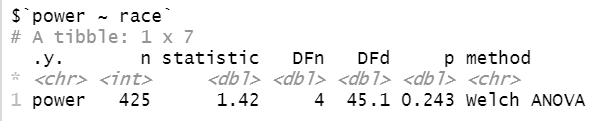 $`power ~ race`
# A tibble: 1 x 7
  .y.       n statistic   DFn   DFd     p method
* <chr> <int>     <dbl> <dbl> <dbl> <dbl> <chr>
1 power   425      1.42     4  45.1 0.243 Welch ANOVA